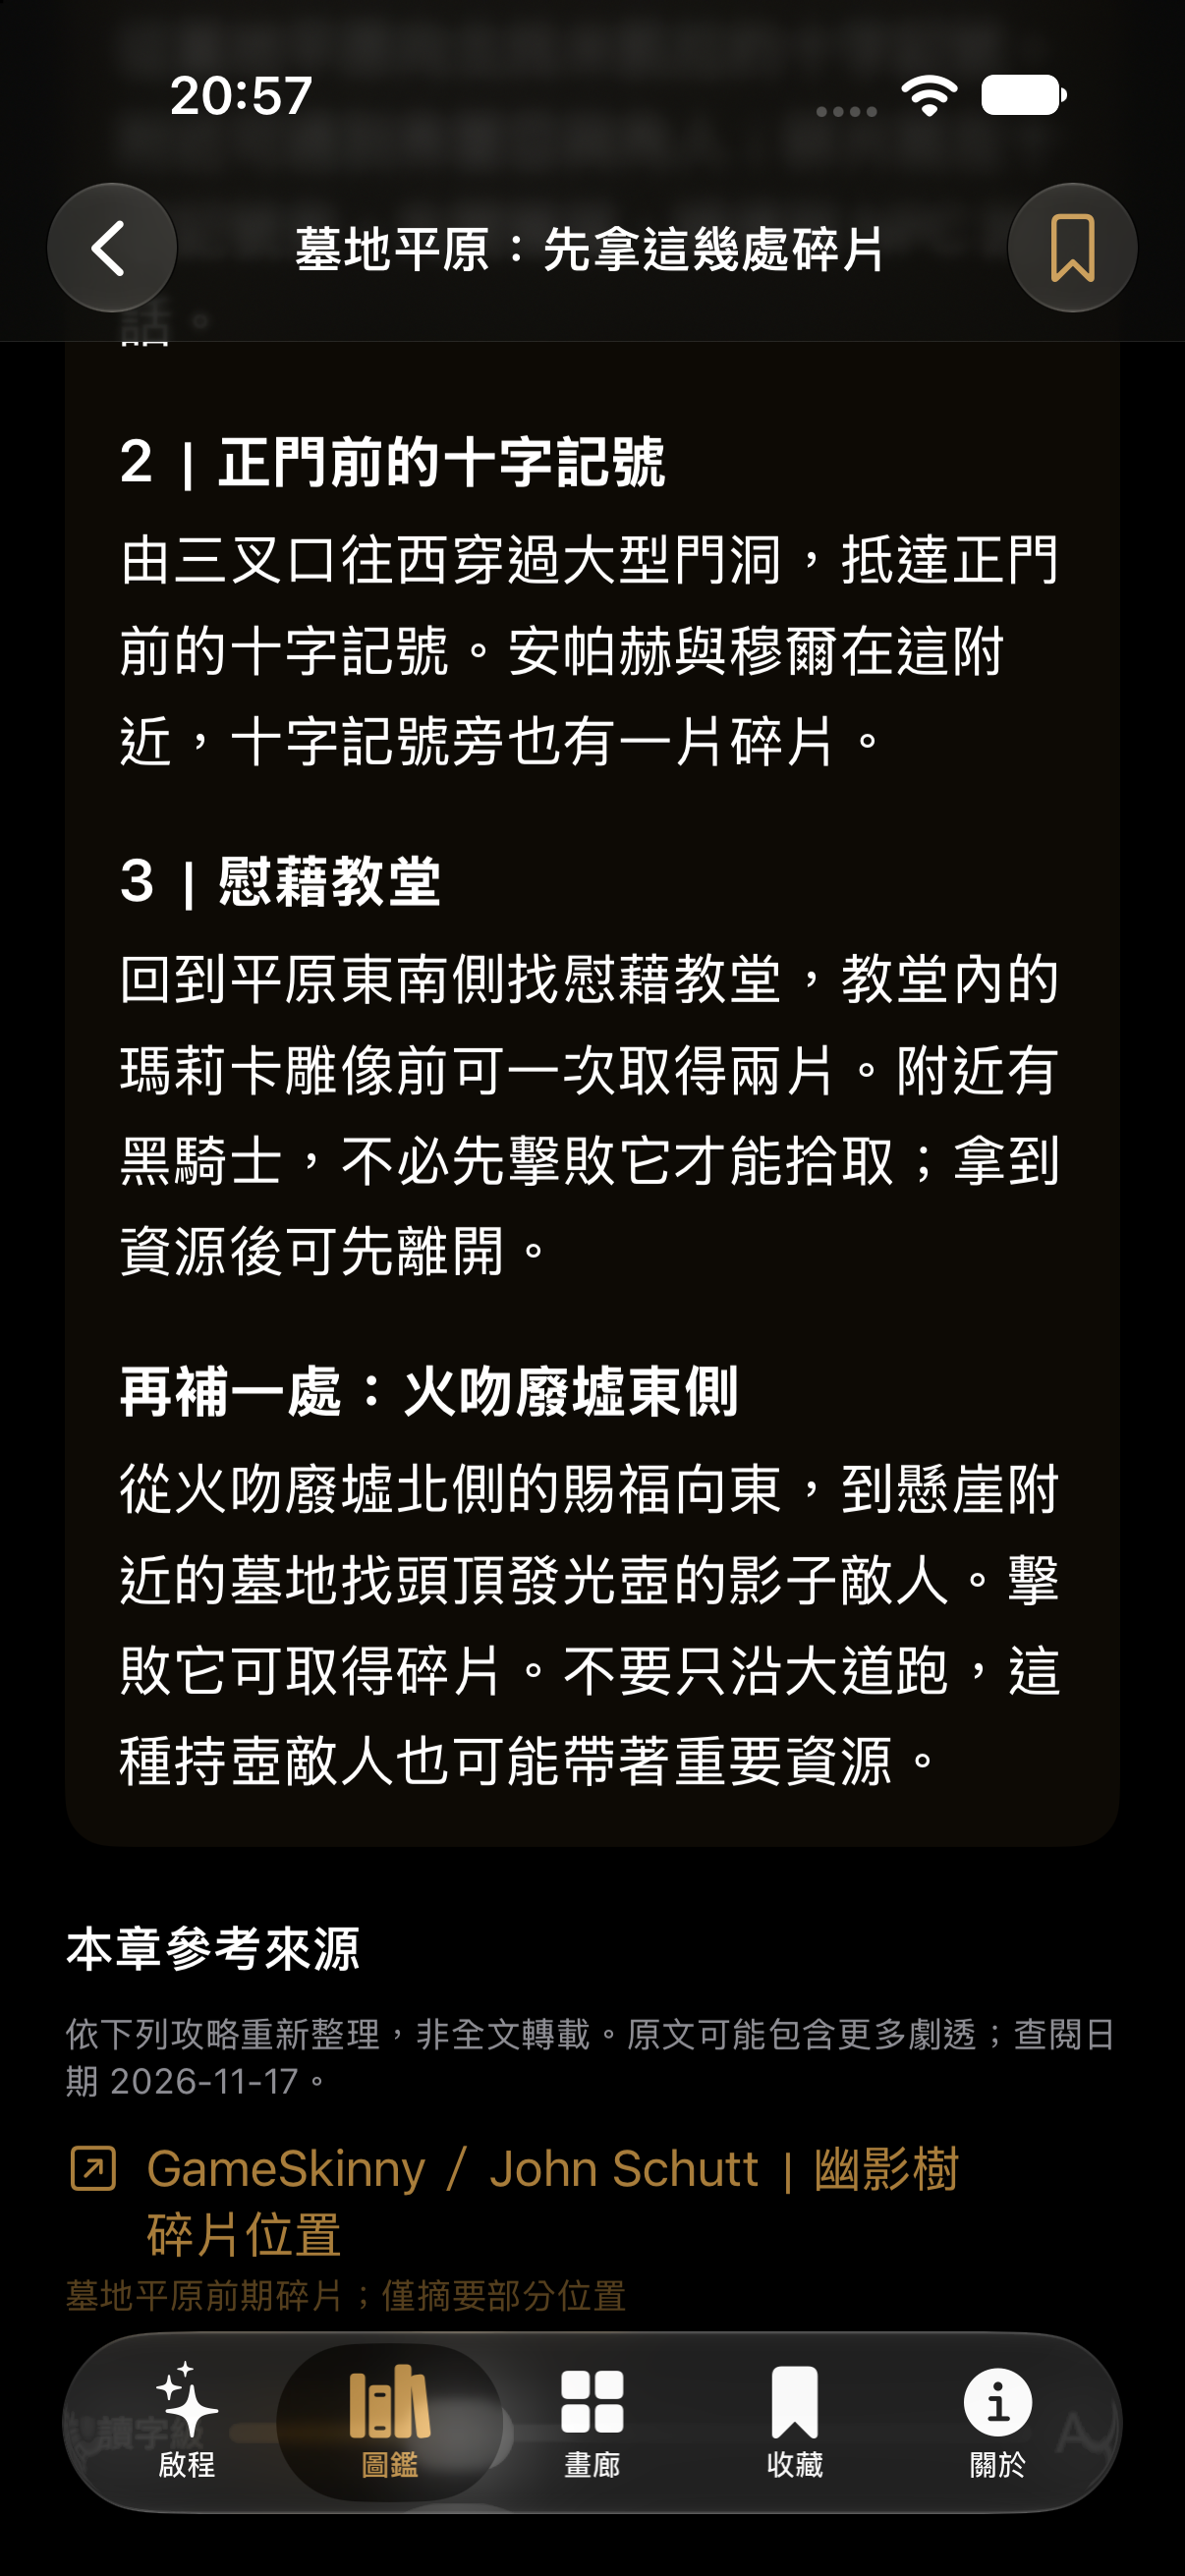 20:57
墓地平原：先拿這幾處碎片
話。
2｜正門前的十字記號
由三叉口往西穿過大型門洞，抵達正門
前的十字記號。安帕赫與穆爾在這附
近，十字記號旁也有一片碎片。
3｜慰藉教堂
回到平原東南側找慰藉教堂，教堂內的
瑪莉卡雕像前可一次取得兩片。附近有
黑騎士，不必先擊敗它才能拾取；拿到
資源後可先離開。
再補一處：火吻廢墟東側
從火吻廢墟北側的賜福向東，到懸崖附
近的墓地找頭頂發光壺的影子敵人。擊
敗它可取得碎片。不要只沿大道跑，這
種持壺敵人也可能帶著重要資源。
本章參考來源
依下列攻略重新整理，非全文轉載。原文可能包含更多劇透；查閱日
期 2026-11-17。
GameSkinny／John Schutt｜幽影樹
碎片位置
墓地平原前期碎片；僅摘要部分位置
啟程
圖鑑
畫廊
收藏
關於